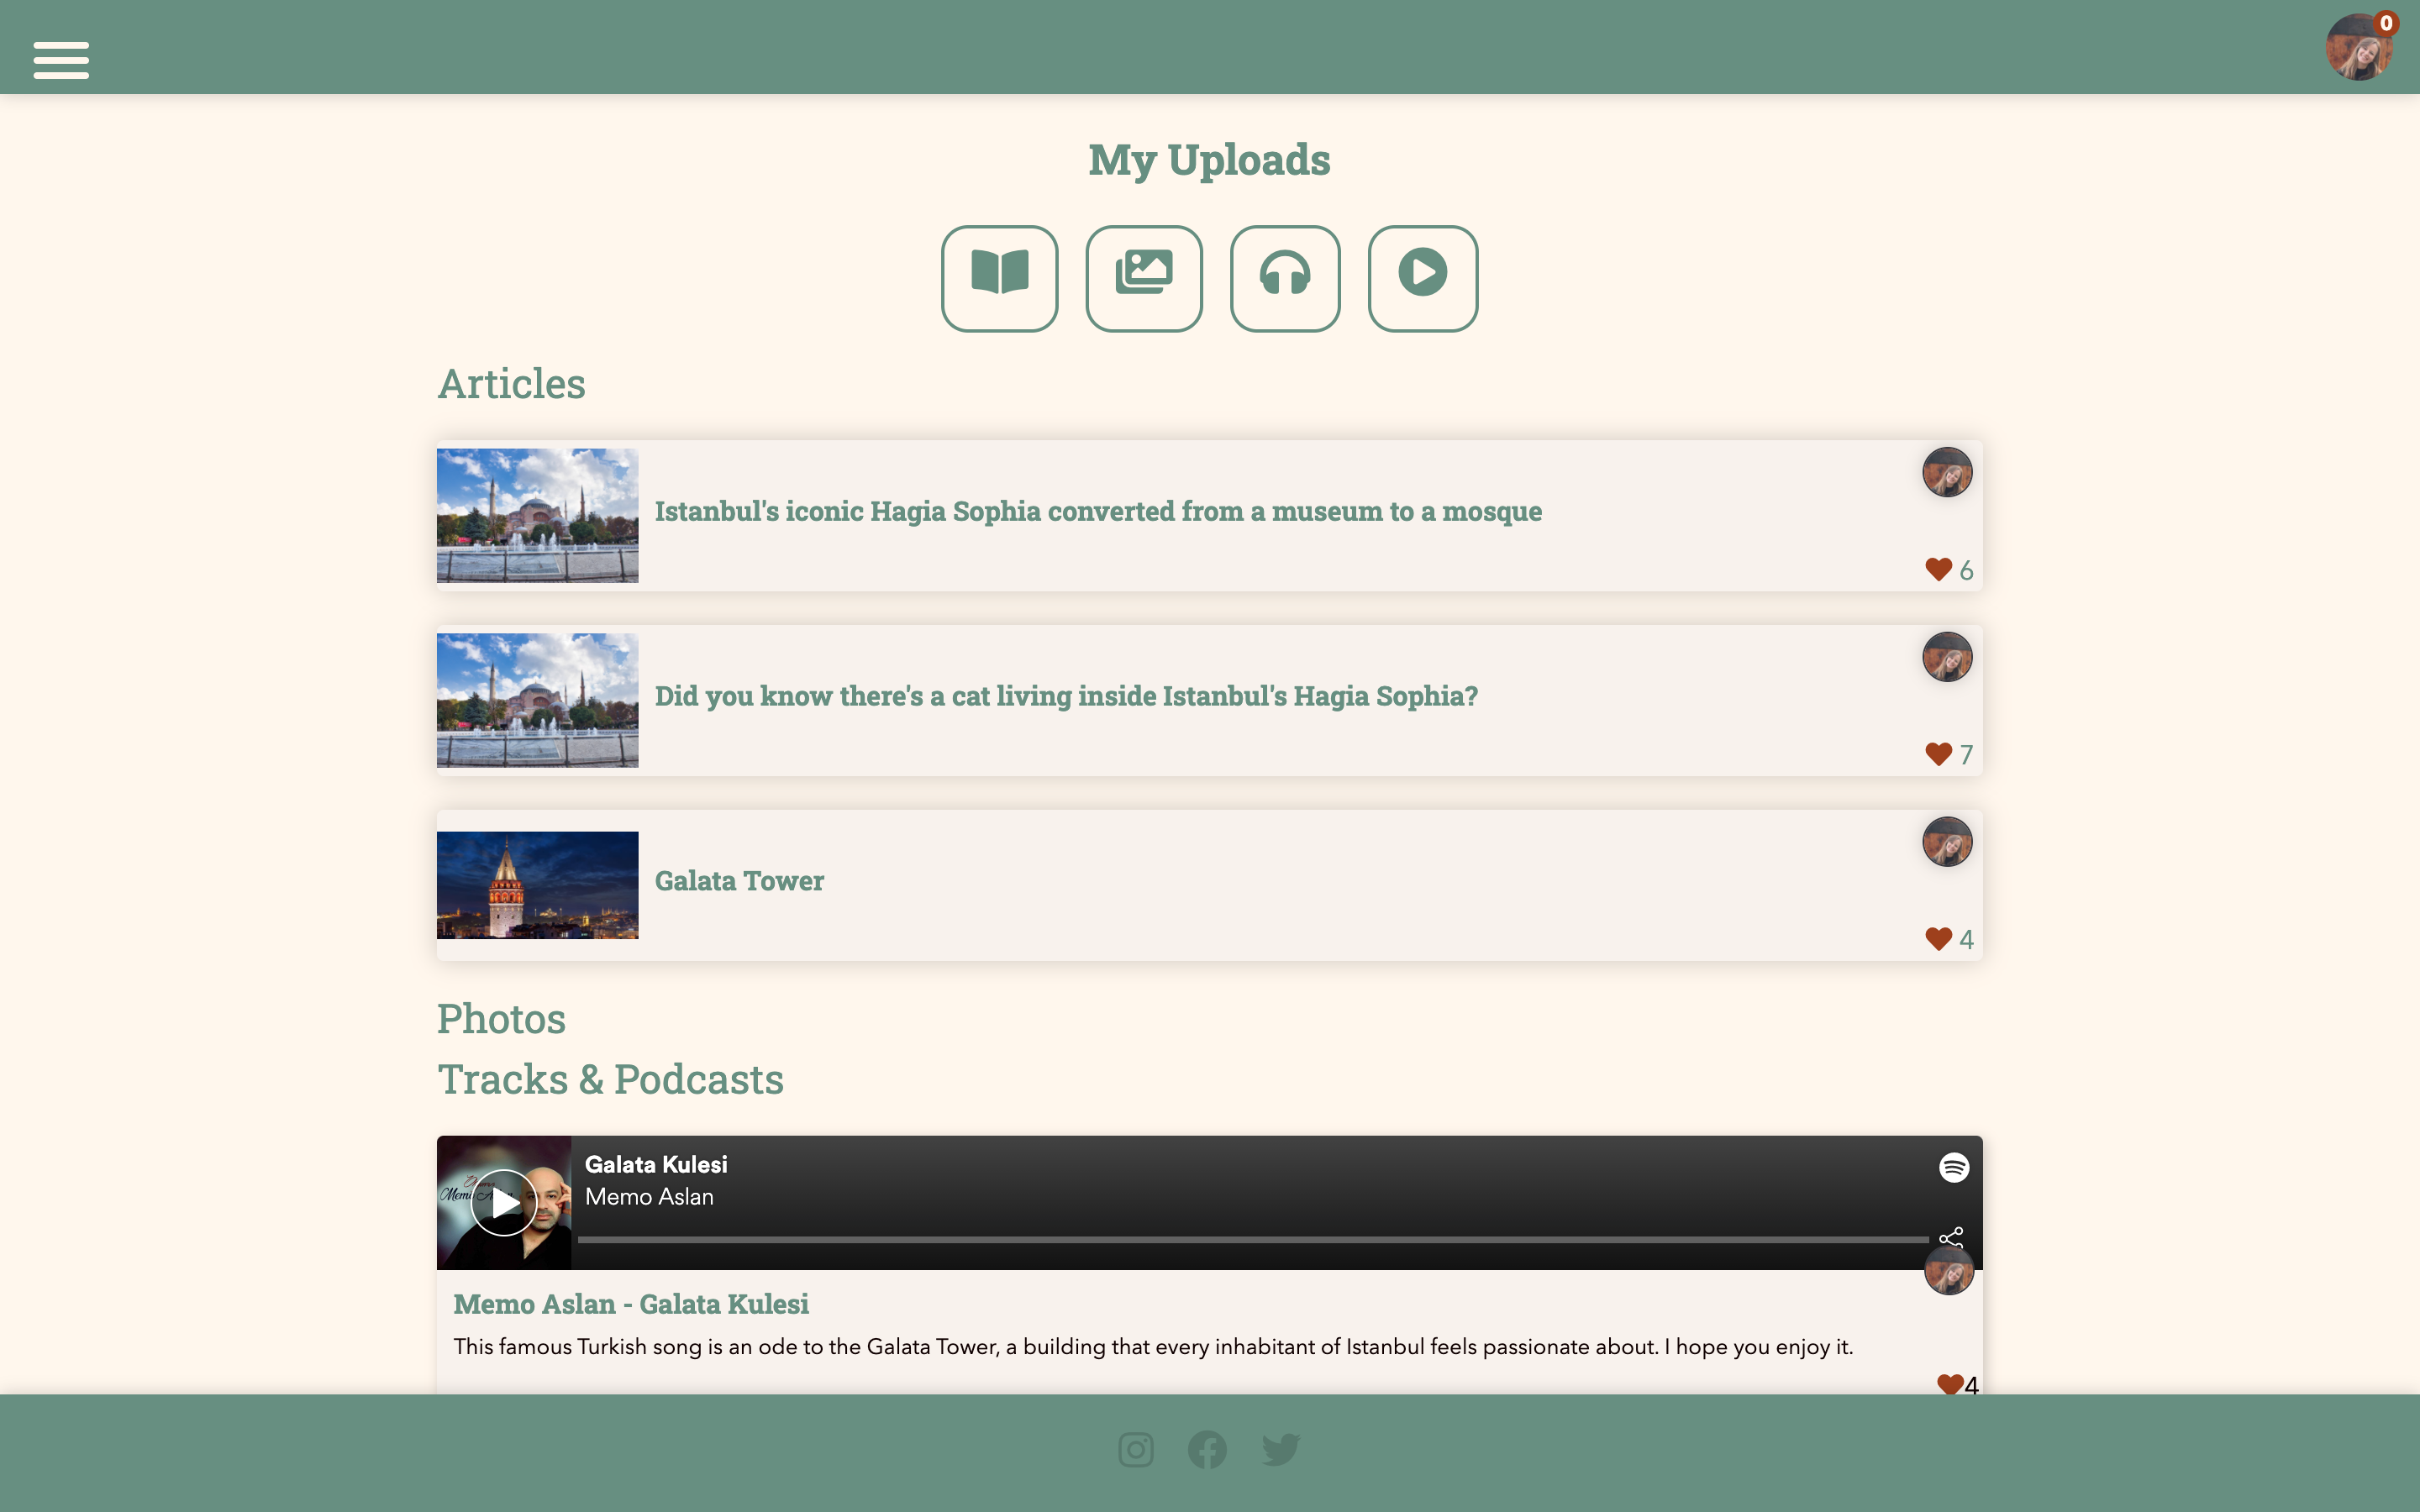 0
My Uploads
Articles
Istanbul's iconic Hagia Sophia converted from a museum to a mosque
6
Did you know there's a cat living inside Istanbul's Hagia Sophia?
7
Galata Tower
4
Photos
Tracks & Podcasts
Galata Kulesi
Memo Aslan
Memo Aslan - Galata Kulesi
This famous Turkish song is an ode to the Galata Tower, a building that every inhabitant of Istanbul feels passionate about. I hope you enjoy it.
4